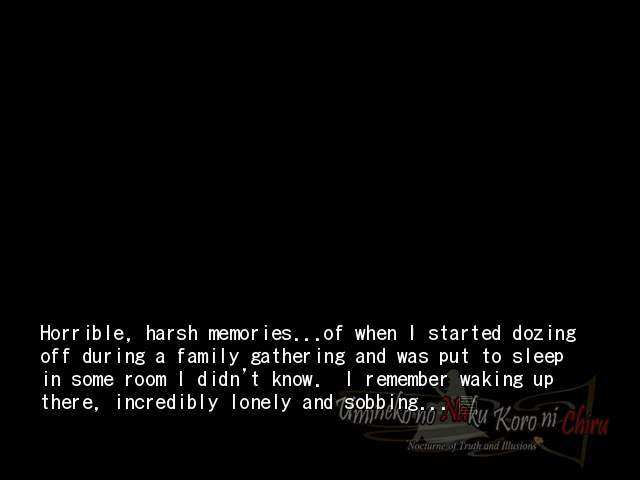 Horrible, harsh memories...of when I started dozing
off during a family gathering and was put to sleep
in some room I didn't know.  I remember waking up
there, incredibly lonely and sobbing...
Umineko no Naku Koro ni Chiru
Nocturne of Truth and Illusions